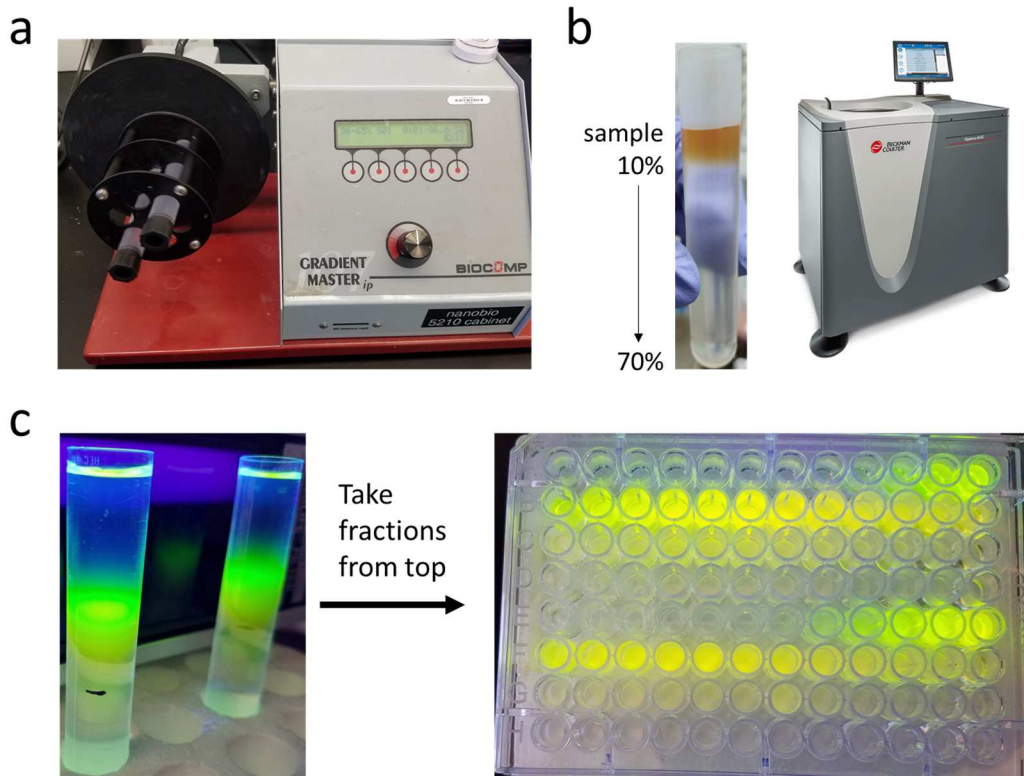 a
GRADIENT
MASTER ip
BIOCOMP
nanobio
5210 cabinet
b
sample
10%
70%
BECKMAN
COULTER
c
Take
fractions
from top
D
E
G
H